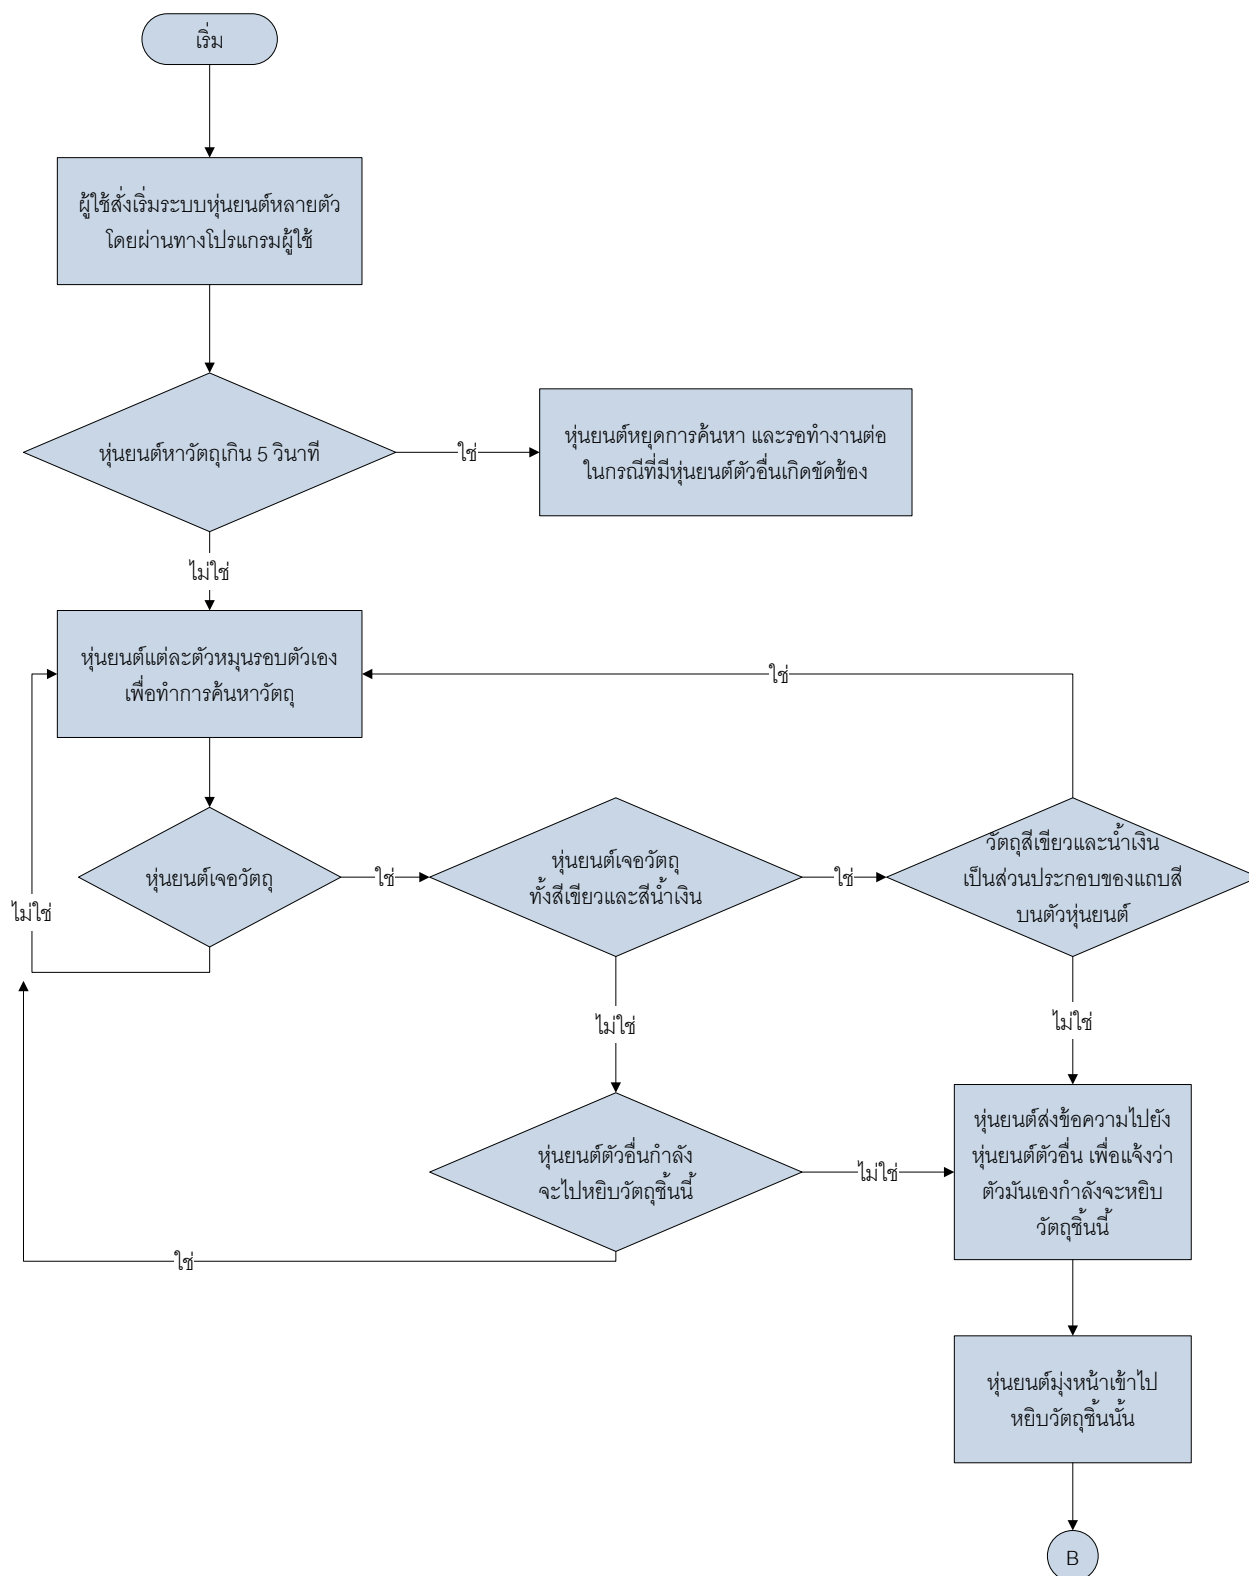 เริ่ม
ผู้ใช้สั่งเริ่มระบบหุ่นยนต์หลายตัว
โดยผ่านทางโปรแกรมผู้ใช้
หุ่นยนต์หาวัตถุเกิน 5 วินาที
ใช่
หุ่นยนต์หยุดการค้นหา และรอทำงานต่อ
ในกรณีที่มีหุ่นยนต์ตัวอื่นเกิดขัดข้อง
ไม่ใช่
หุ่นยนต์แต่ละตัวหมุนรอบตัวเอง
เพื่อทำการค้นหาวัตถุ
ใช่
หุ่นยนต์เจอวัตถุ
ใช่
หุ่นยนต์เจอวัตถุ
ทั้งสีเขียวและสีน้ำเงิน
ใช่
วัตถุสีเขียวและน้ำเงิน
เป็นส่วนประกอบของแถบสี
บนตัวหุ่นยนต์
ไม่ใช่
ไม่ใช่
ไม่ใช่
หุ่นยนต์ตัวอื่นกำลัง
จะไปหยิบวัตถุชิ้นนี้
ไม่ใช่
หุ่นยนต์ส่งข้อความไปยัง
หุ่นยนต์ตัวอื่น เพื่อแจ้งว่า
ตัวมันเองกำลังจะหยิบ
วัตถุชิ้นนี้
ใช่
หุ่นยนต์มุ่งหน้าเข้าไป
หยิบวัตถุชิ้นนั้น
B